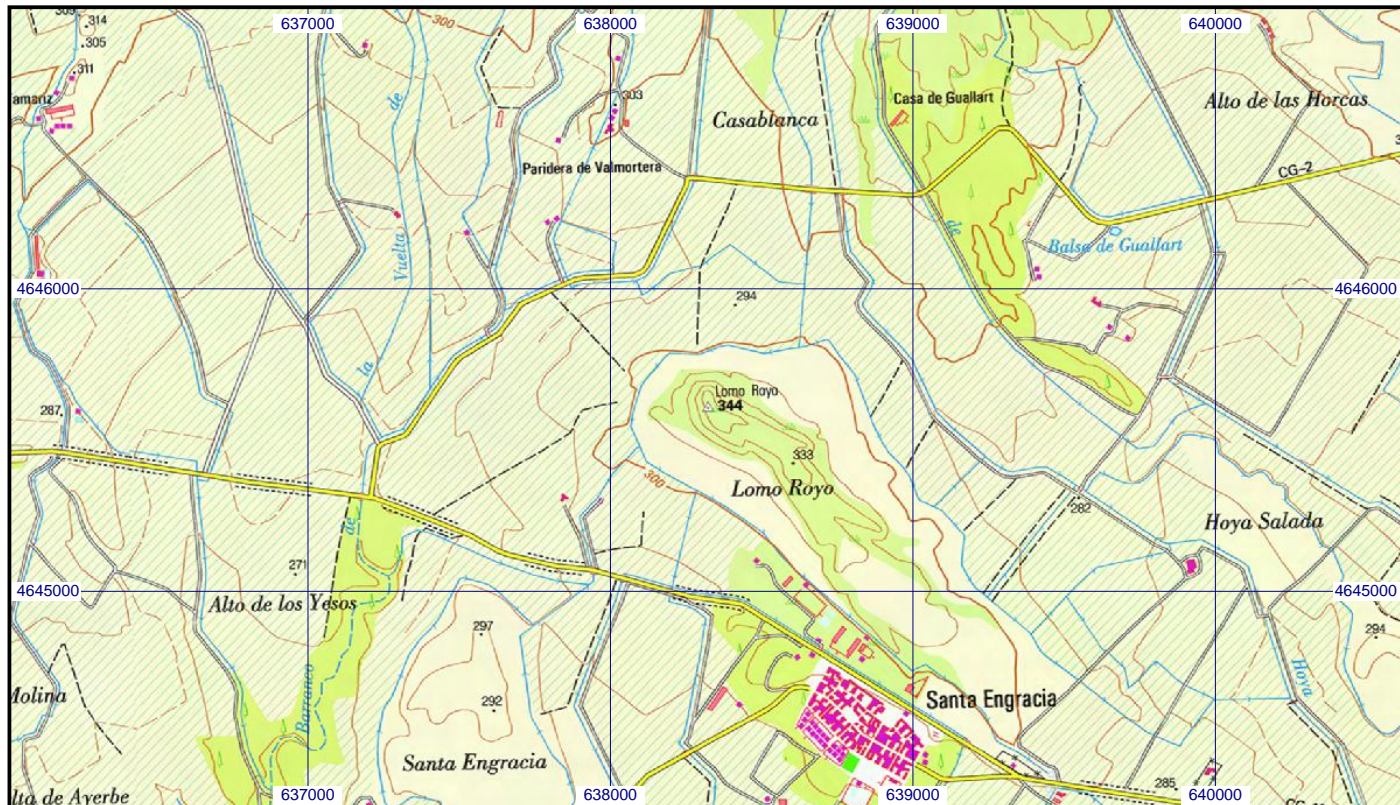 637000
638000
639000
640000
309
314
305
311
300
de
303
amanz
Casa de Guallart
Alto de las Horcas
Casablanca
Paridera de Valmortera
CG-2
de
Vuelta
Balsa de Guallart
4646000
4646000
294
la
Lomo Royo
344
287
333
300
Lomo Royo
282
Hoya Salada
de
271
4645000
4645000
Alto de los Yesos
297
294
Barranco
Hoya
Molina
292
Santa Engracia
Santa Engracia
de
285
lta de Ayerbe
637000
638000
639000
640000